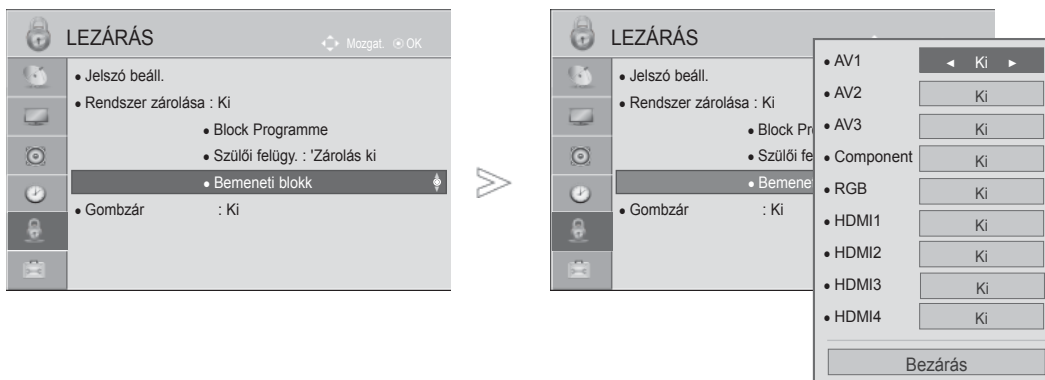 LEZÁRÁS
Mozgat. OK
• Jelszó beáll.
• Rendszer zárolása : Ki
• Block Programme
• Szülői felügy. : 'Zárolás ki
• Bemeneti blokk
• Gombzár : Ki
LEZÁRÁS
• Jelszó beáll.
• Rendszer zárolása : Ki
• Block Pr
• Szülői fe
• Bemenet
• Gombzár : Ki
• AV1 ◄ Ki ►
• AV2 Ki
• AV3 Ki
• Component Ki
• RGB Ki
• HDMI1 Ki
• HDMI2 Ki
• HDMI3 Ki
• HDMI4 Ki
Bezárás